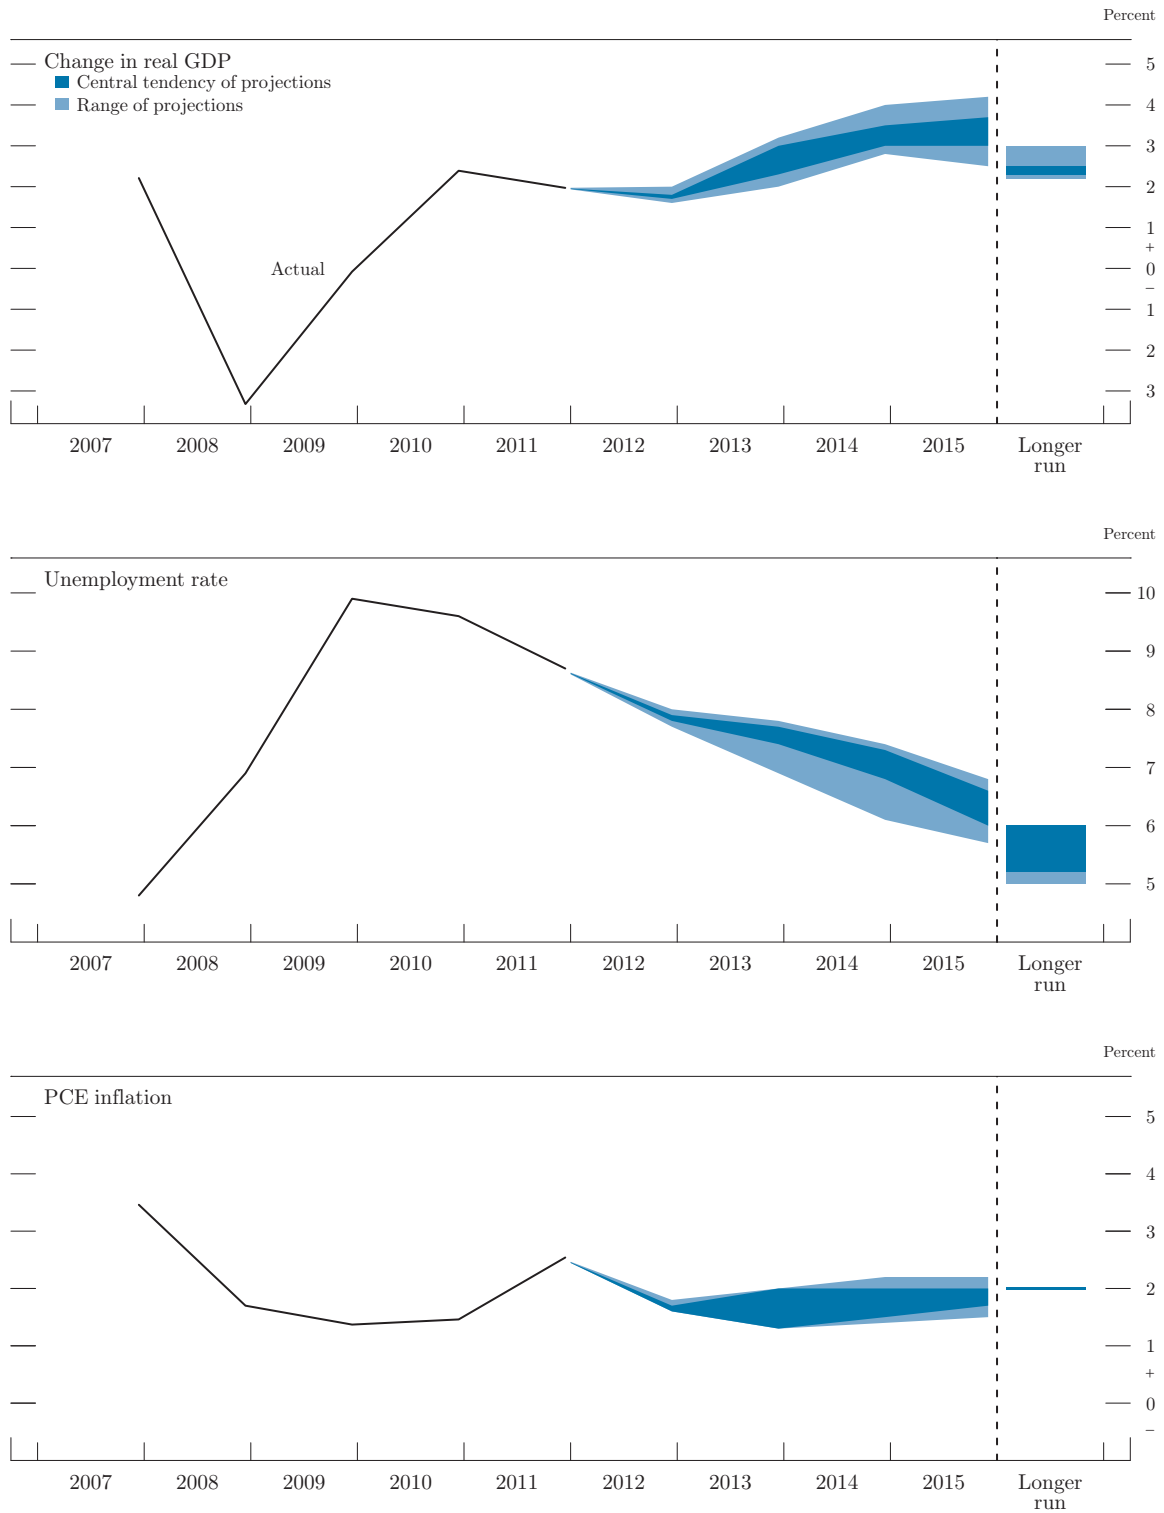 Percent
Change in real GDP
Central tendency of projections
Range of projections
Actual
5
4
3
2
1
+
0
−
1
2
3
2007 2008 2009 2010 2011 2012 2013 2014 2015 Longer
run
Percent
Unemployment rate
10
9
8
7
6
5
2007 2008 2009 2010 2011 2012 2013 2014 2015 Longer
run
Percent
PCE inflation
5
4
3
2
1
+
0
−
2007 2008 2009 2010 2011 2012 2013 2014 2015 Longer
run